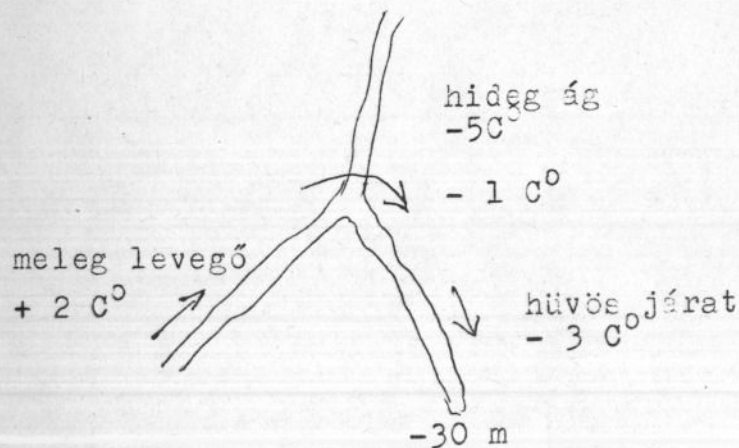 hideg ág
-5C°
- 1 C°
meleg levegő
+ 2 C°
hüvös járat
- 3 C°
-30 m